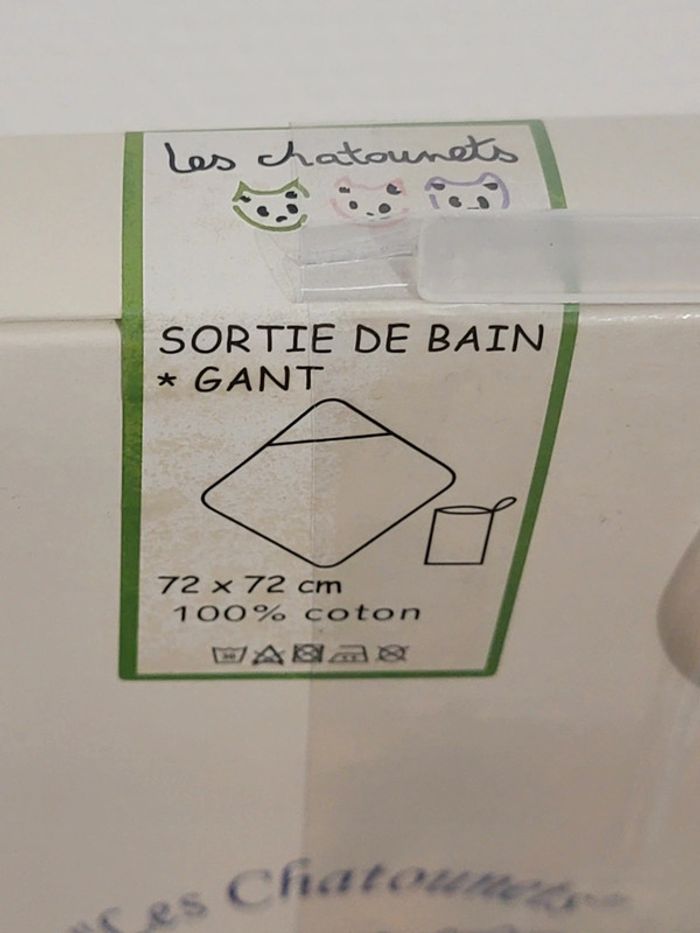 Les chatounets
SORTIE DE BAIN
* GANT
72 x 72 cm
100% coton
"Les Chatounets